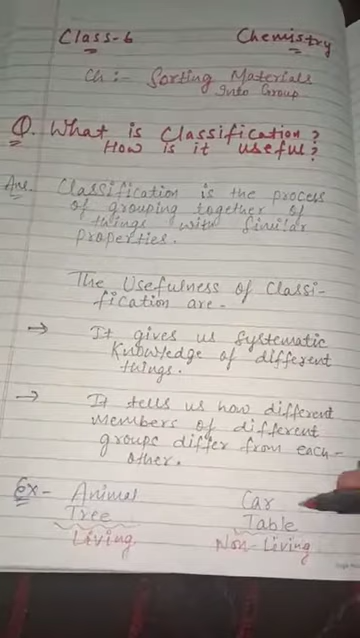 Class-6 Chemistry
Ch :- Sorting Materials
Into Group
Q. What is Classification?
How is it useful?
Ans. Classification is the process
of grouping together of
things with Similar
properties.
The Usefulness of Classi-
fication are -
→ It gives us Systematic
Knowledge of different
things.
→ It tells us how different
Members of different
groups differ from each-
other.
Ex- Animal Car
Tree Table
Living Non-Living